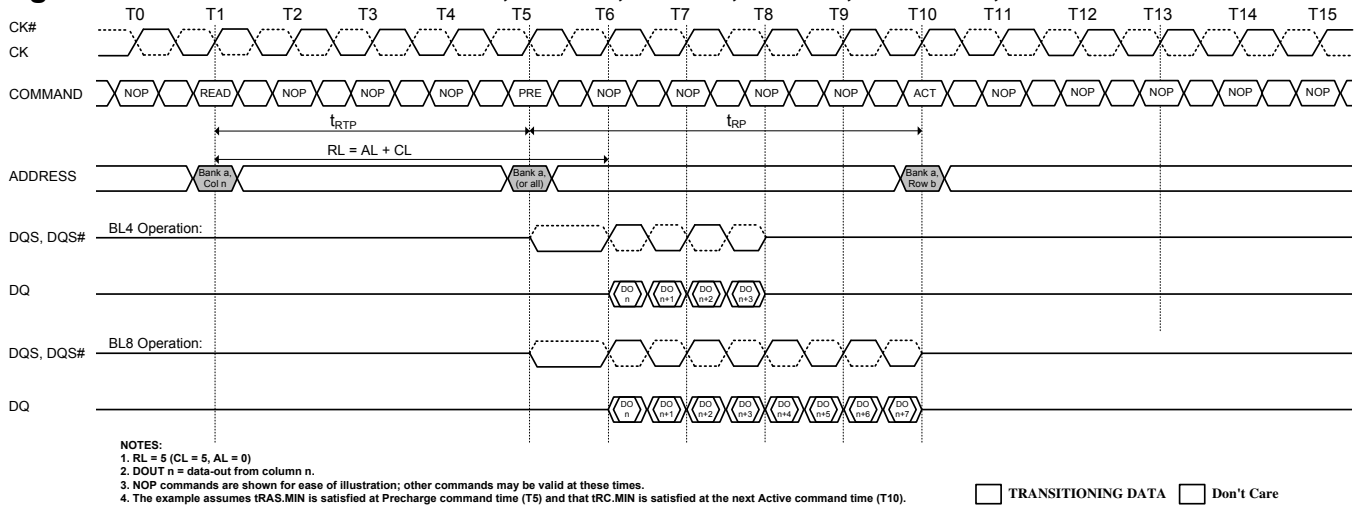 T0 T1 T2 T3 T4 T5 T6 T7 T8 T9 T10 T11 T12 T13 T14 T15
CK#
CK
COMMAND NOP READ NOP NOP NOP PRE NOP NOP NOP NOP ACT NOP NOP NOP NOP NOP
tRTP tRP
RL = AL + CL
ADDRESS Bank a, Col n Bank a, (or all) Bank a, Row b
DQS, DQS# BL4 Operation:
DQ DO n DO n+1 DO n+2 DO n+3
DQS, DQS# BL8 Operation:
DQ DO n DO n+1 DO n+2 DO n+3 DO n+4 DO n+5 DO n+6 DO n+7
NOTES:
1. RL = 5 (CL = 5, AL = 0)
2. DOUT n = data-out from column n.
3. NOP commands are shown for ease of illustration; other commands may be valid at these times.
4. The example assumes tRAS.MIN is satisfied at Precharge command time (T5) and that tRC.MIN is satisfied at the next Active command time (T10).
TRANSITIONING DATA Don't Care